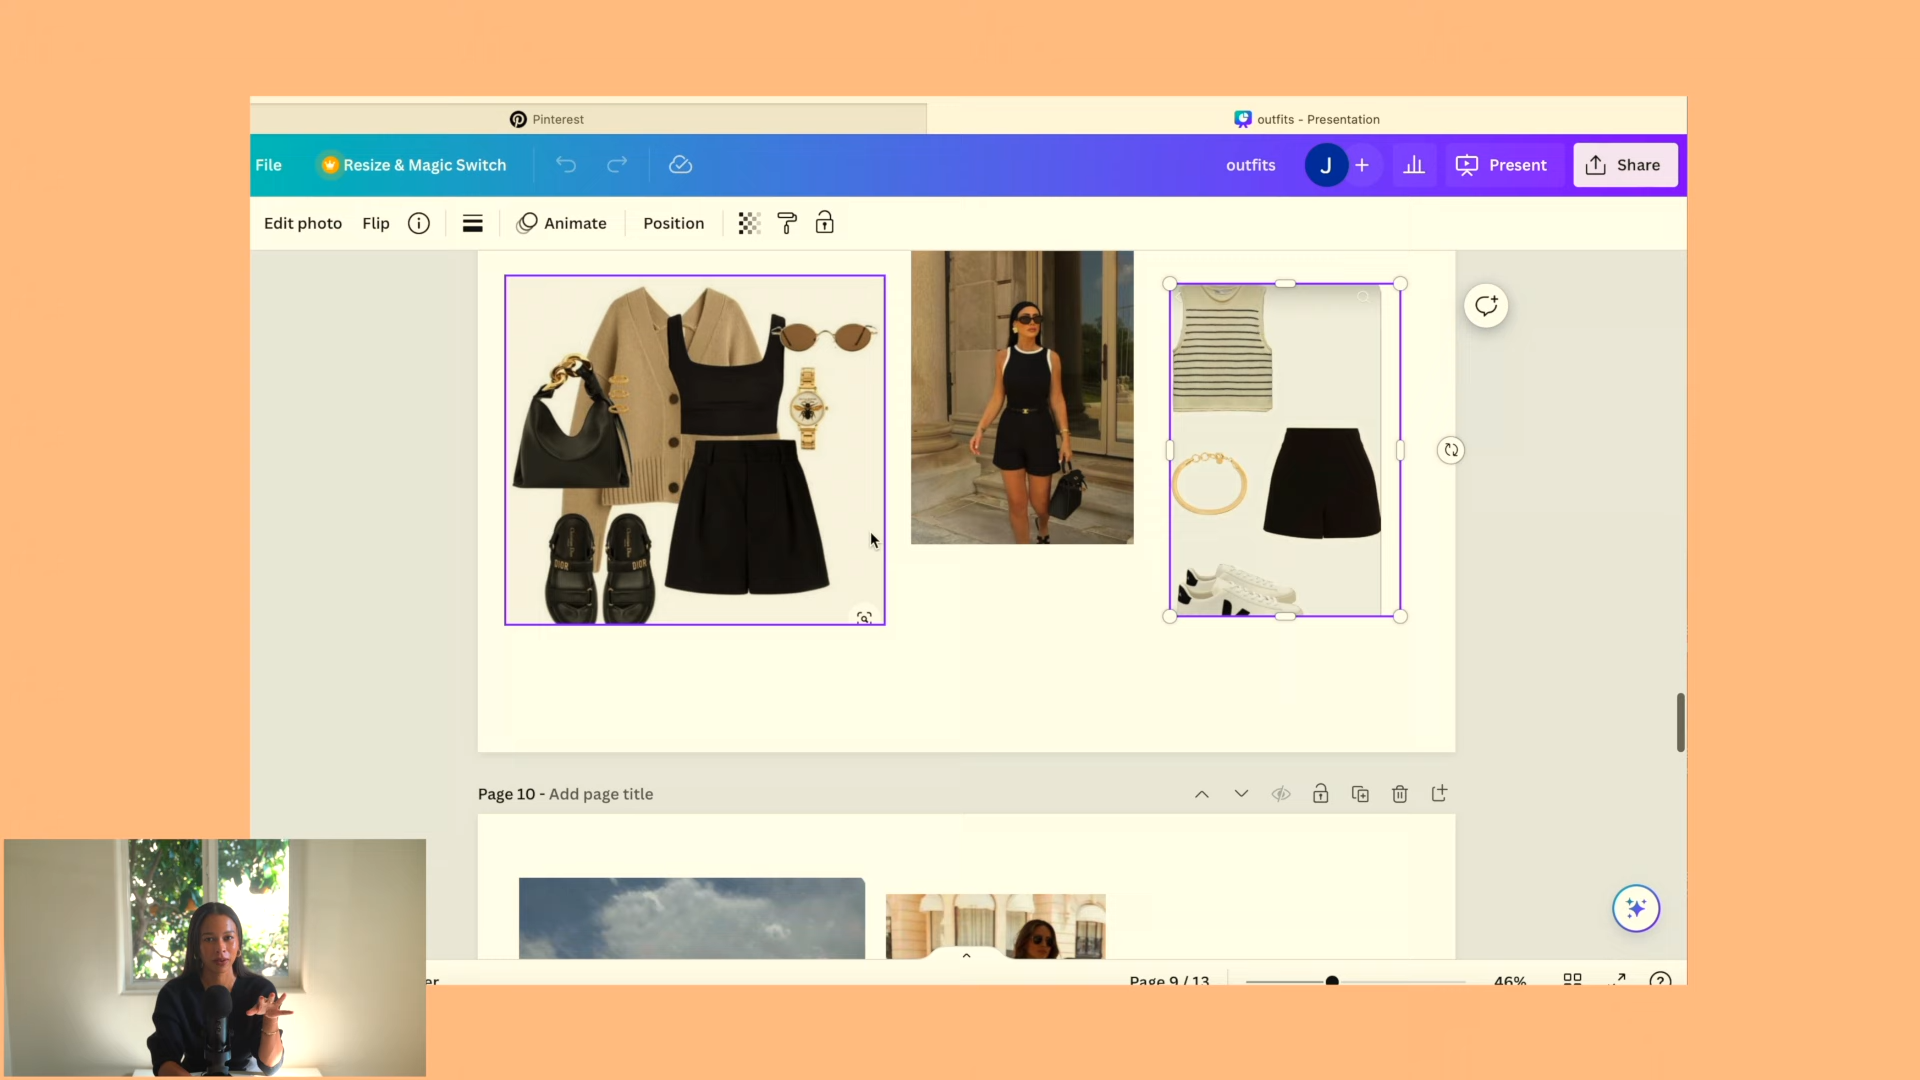 Pinterest
outfits - Presentation
File
Resize & Magic Switch
outfits
J
Present
Share
Edit photo
Flip
Animate
Position
DIOR
DIOR
Page 10 - Add page title
er
Page 9 / 13
46%